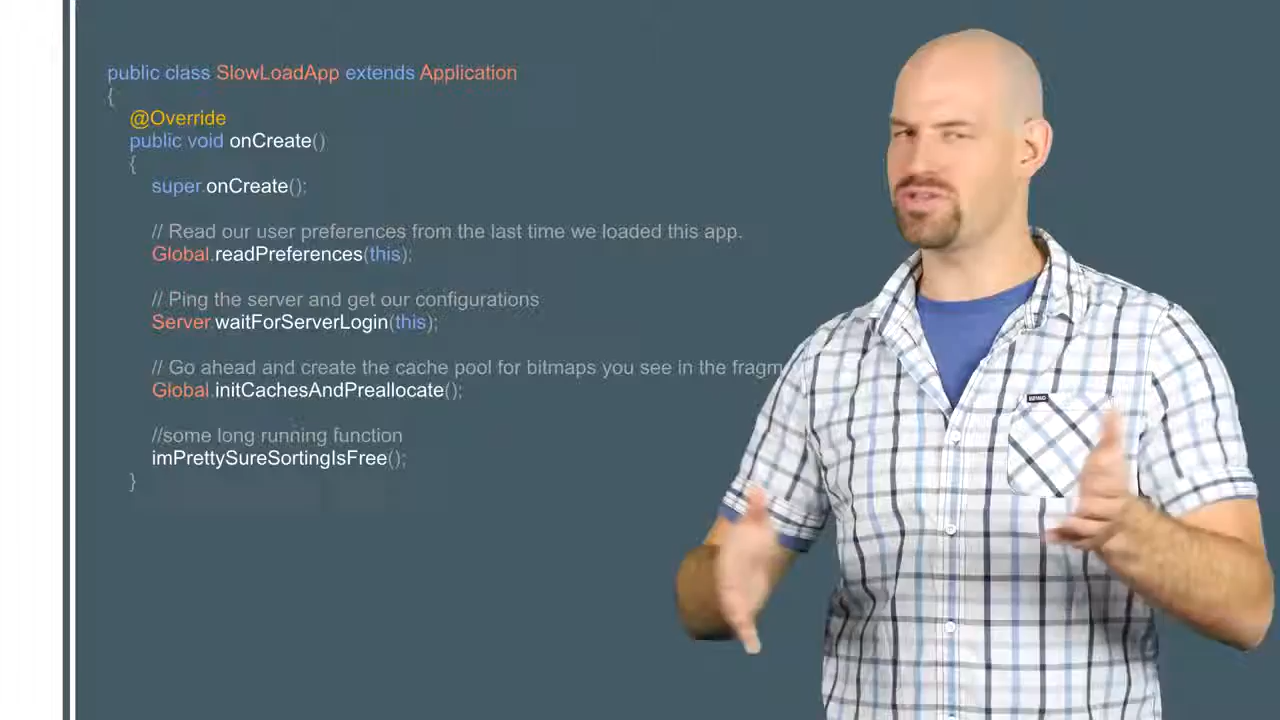 public class SlowLoadApp extends Application
{
@Override
public void onCreate()
{
super.onCreate();
// Read our user preferences from the last time we loaded this app.
Global.readPreferences(this);
// Ping the server and get our configurations
Server.waitForServerLogin(this);
// Go ahead and create the cache pool for bitmaps you see in the fragm
Global.initCachesAndPreallocate();
//some long running function
imPrettySureSortingIsFree();
}